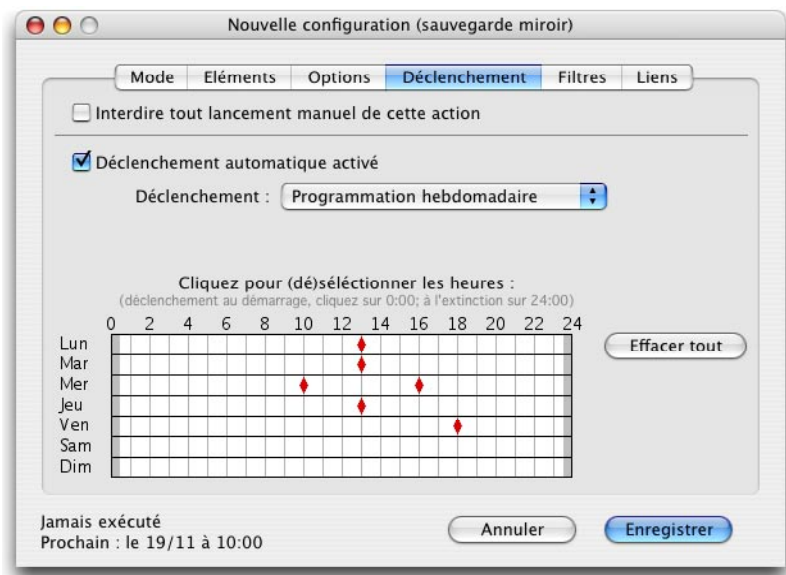 Nouvelle configuration (sauvegarde miroir)
Mode Eléments Options Déclenchement Filtres Liens
Interdire tout lancement manuel de cette action
Déclenchement automatique activé
Déclenchement : Programmation hebdomadaire
Cliquez pour (dé)séléctionner les heures :
(déclenchement au démarrage, cliquez sur 0:00; à l'extinction sur 24:00)
0 2 4 6 8 10 12 14 16 18 20 22 24
Lun
Effacer tout
Mar
Mer
Jeu
Ven
Sam
Dim
Jamais exécuté
Prochain : le 19/11 à 10:00
Annuler Enregistrer